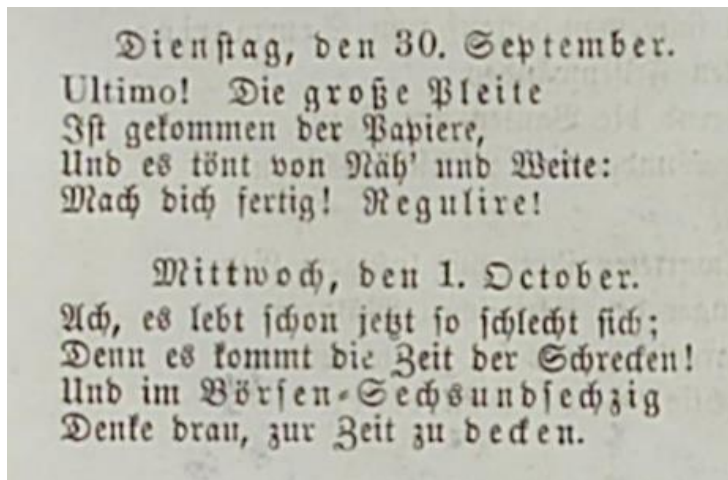 Dienſtag, den 30. September.
Ultimo! Die große Pleite
Iſt gekommen der Papiere,
Und es tönt von Näh' und Weite:
Mach dich fertig! Regulire!
Mittwoch, den 1. October.
Ach, es lebt ſchon jetzt ſo ſchlecht ſich;
Denn es kommt die Zeit der Schrecken!
Und im Börſen-Sechsundſechzig
Denke dran, zur Zeit zu decken.